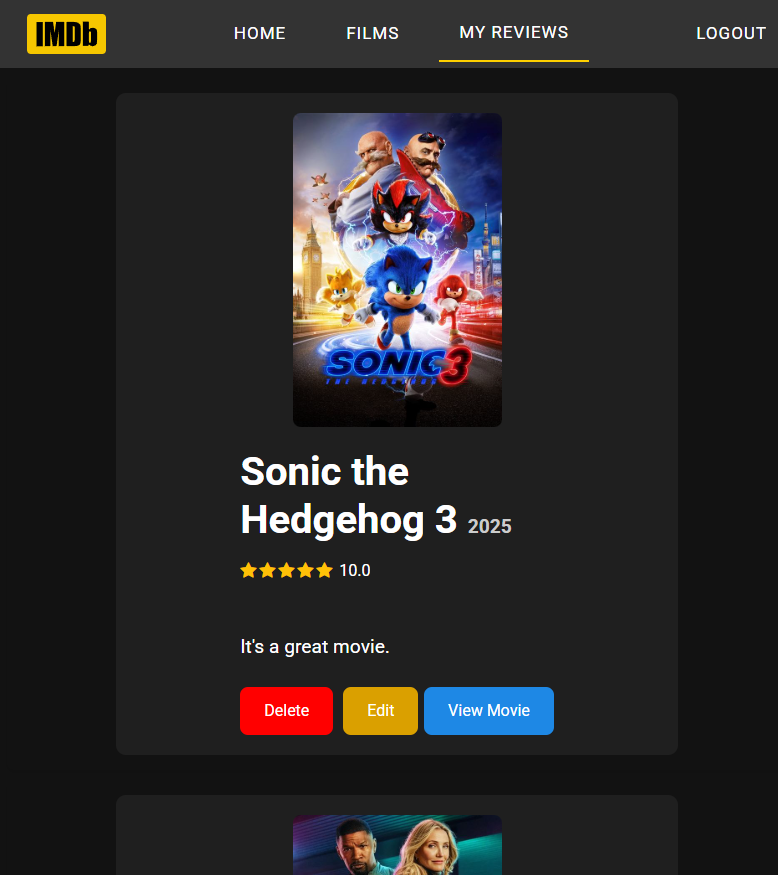 IMDb
HOME
FILMS
MY REVIEWS
LOGOUT
SONIC 3
THE HEDGEHOG
Sonic the
Hedgehog 3 2025
10.0
It's a great movie.
Delete
Edit
View Movie